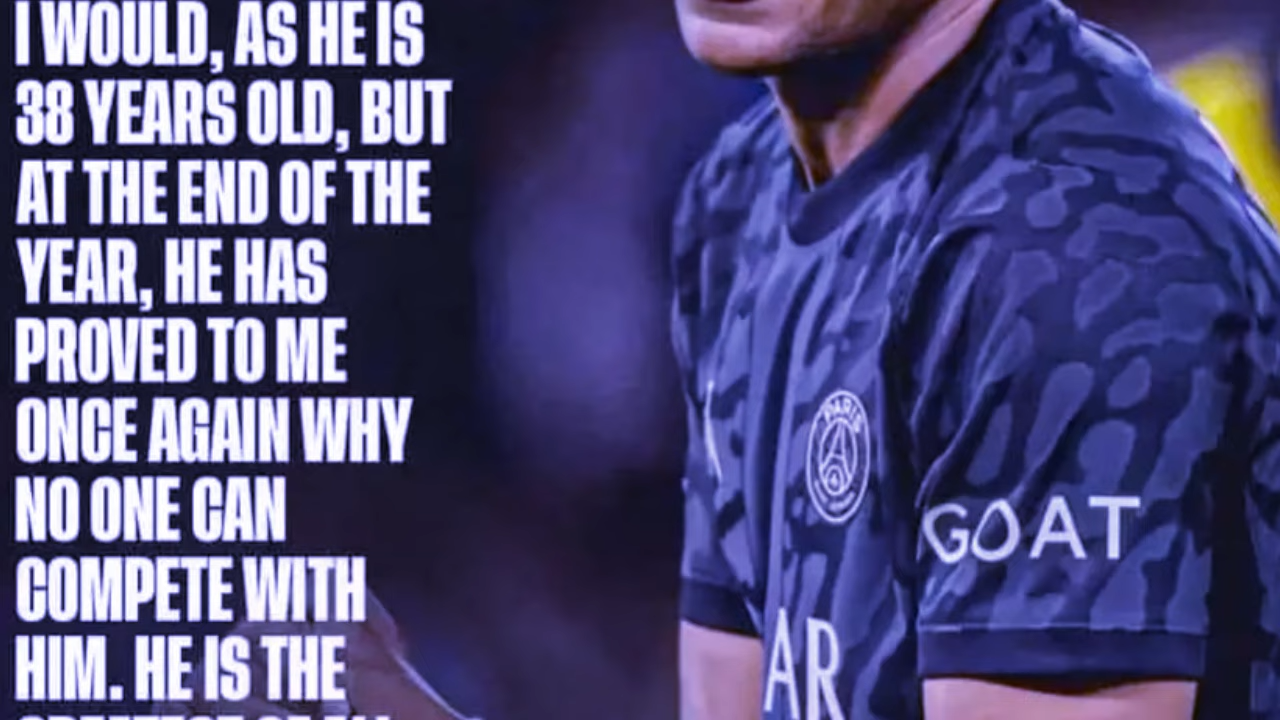 I WOULD, AS HE IS
38 YEARS OLD, BUT
AT THE END OF THE
YEAR, HE HAS
PROVED TO ME
ONCE AGAIN WHY
NO ONE CAN
COMPETE WITH
HIM. HE IS THE
PARIS
GOAT
AR